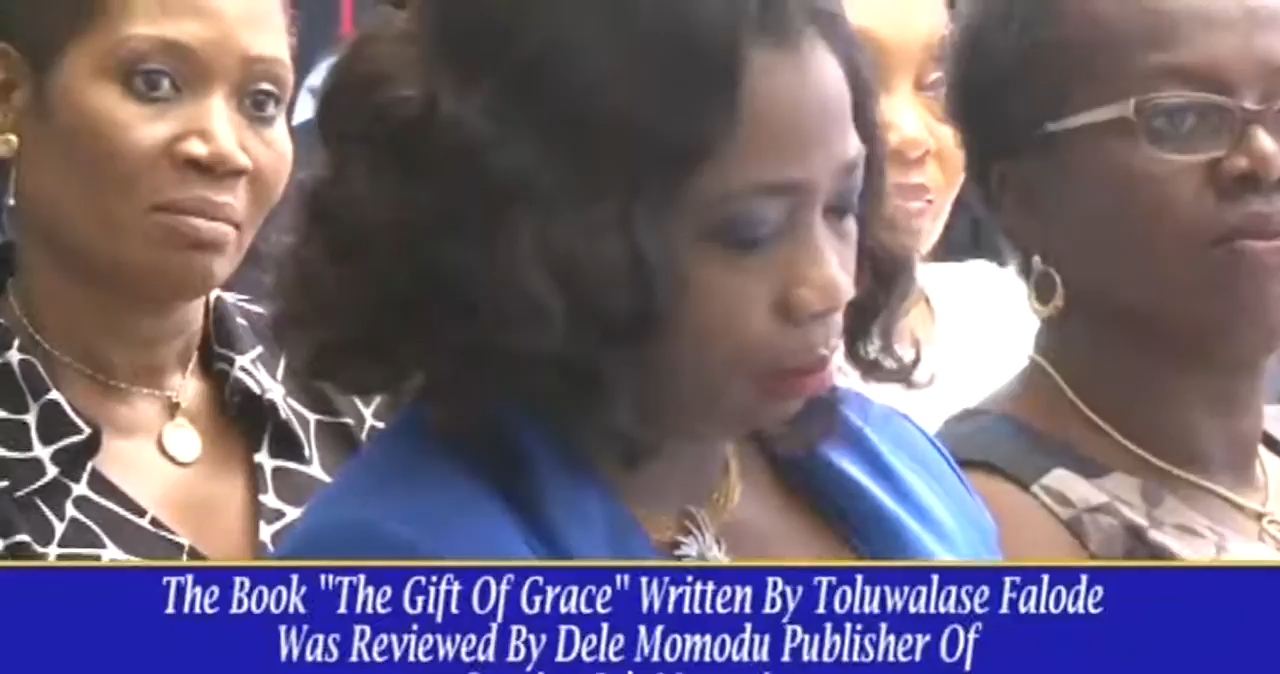 The Book "The Gift Of Grace" Written By Toluwalase Falode
Was Reviewed By Dele Momodu Publisher Of